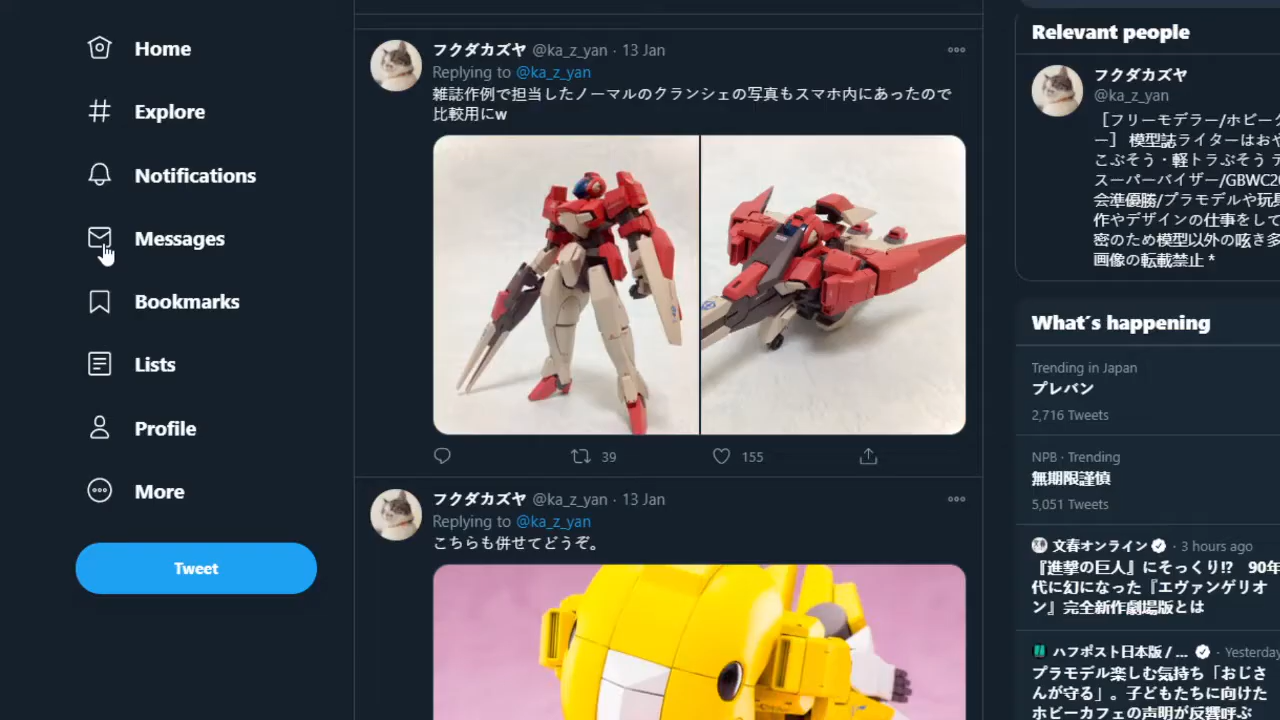 Home
Explore
Notifications
Messages
Bookmarks
Lists
Profile
More
Tweet
フクダカズヤ @ka_z_yan · 13 Jan
Replying to @ka_z_yan
雑誌作例で担当したノーマルのクランシェの写真もスマホ内にあったので
比較用にw
39
155
フクダカズヤ @ka_z_yan · 13 Jan
Replying to @ka_z_yan
こちらも併せてどうぞ。
Relevant people
フクダカズヤ
@ka_z_yan
［フリーモデラー/ホビーク
ー］ 模型誌ライターはおや
こぶそう・軽トラぶそう デ
スーパーバイザー/GBWC20
会準優勝/プラモデルや玩具
作やデザインの仕事をして
密のため模型以外の呟き多
画像の転載禁止 *
What's happening
Trending in Japan
プレバン
2,716 Tweets
NPB · Trending
無期限謹慎
5,051 Tweets
文春オンライン · 3 hours ago
『進撃の巨人』にそっくり!? 90年
代に幻になった『エヴァンゲリオ
ン』完全新作劇場版とは
ハフポスト日本版 / ... · Yesterday
プラモデル楽しむ気持ち「おじさ
んが守る」。子どもたちに向けた
ホビーカフェの声明が反響呼ぶ